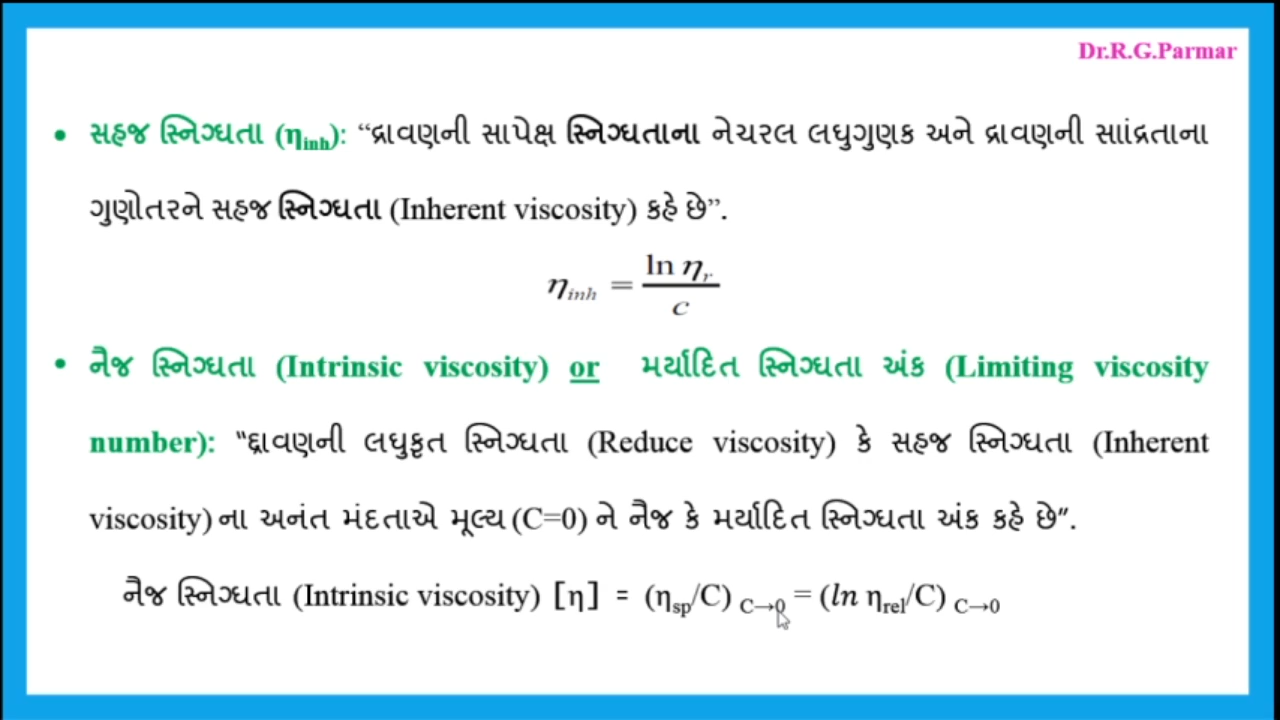 Dr.R.G.Parmar
• સહજ સ્નિગ્ધતા (ηinh): “દ્રાવણની સાપેક્ષ સ્નિગ્ધતાના નેચરલ લઘુગુણક અને દ્રાવણની સાાંદ્રતાના
ગુણોતરને સહજ સ્નિગ્ધતા (Inherent viscosity) કહે છે”.
ηinh = ln ηr / c
• નૈજ સ્નિગ્ધતા (Intrinsic viscosity) or મર્યાદિત સ્નિગ્ધતા અંક (Limiting viscosity
number): "દ્દાવણની લઘુકૃત સ્નિગ્ધતા (Reduce viscosity) કે સહજ સ્નિગ્ધતા (Inherent
viscosity) ના અનંત મંદતાએ મૂલ્ય (C=0) ને નૈજ કે મર્યાદિત સ્નિગ્ધતા અંક કહે છે".
નૈજ સ્નિગ્ધતા (Intrinsic viscosity) [η] = (ηsp/C) C→0 = (ln ηrel/C) C→0